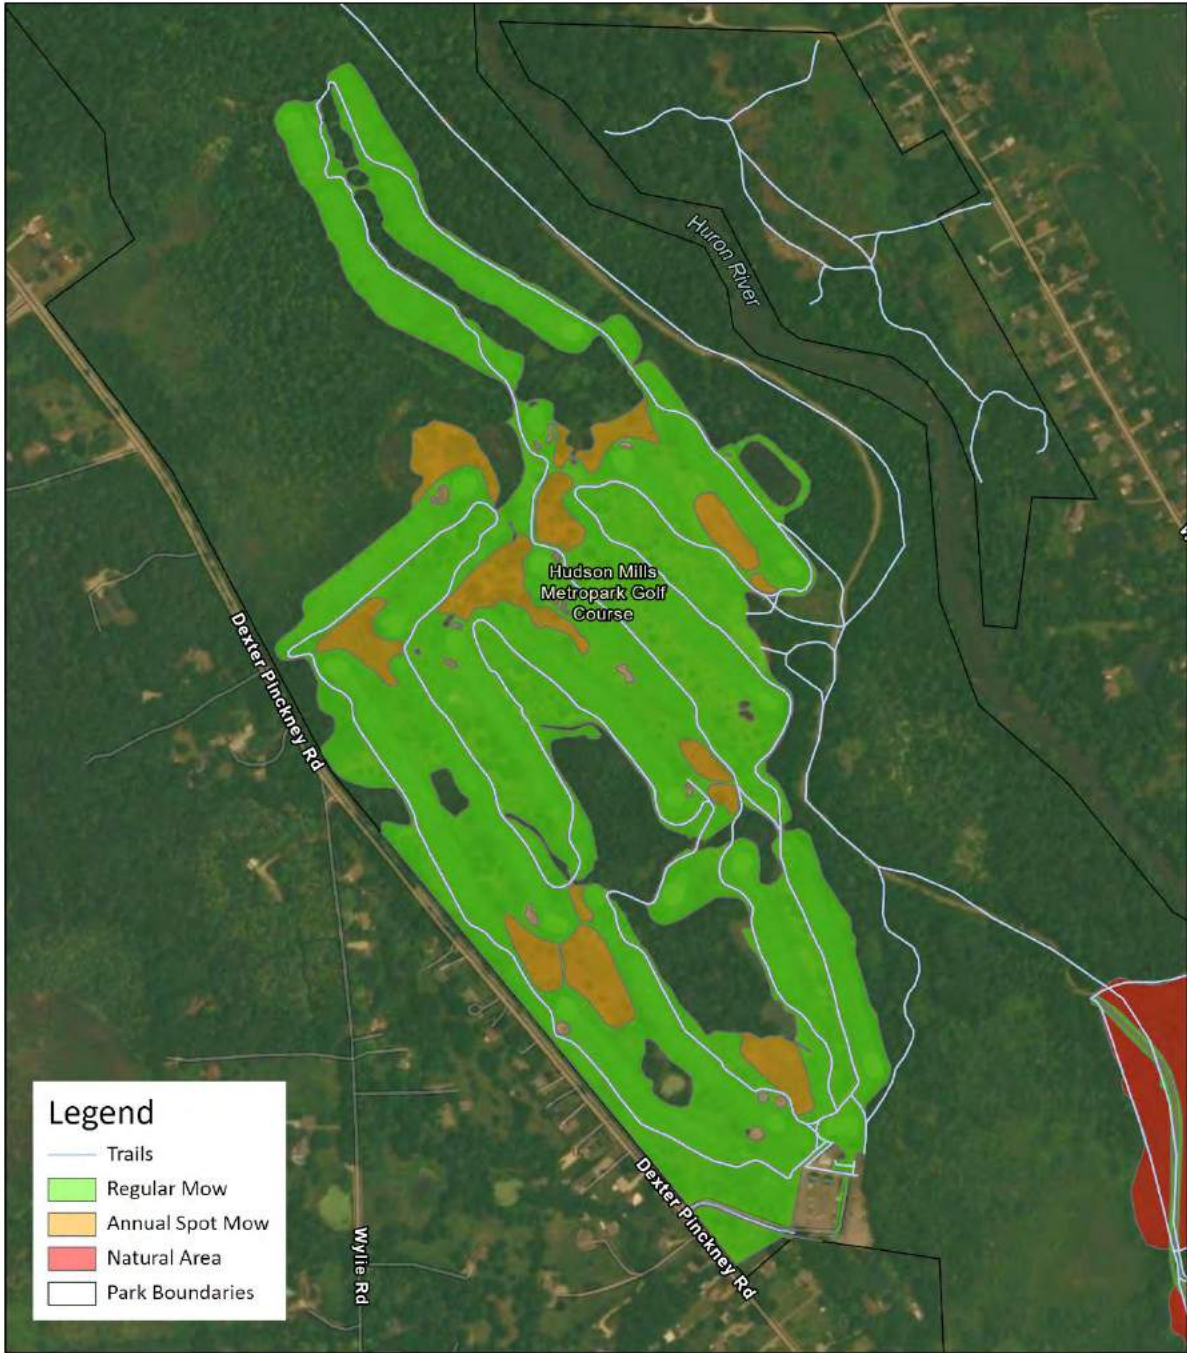 Huron River
Hudson Mills
Metropark Golf
Course
Dexter Pinckney Rd
Dexter Pinckney Rd
Wylie Rd
Legend
Trails
Regular Mow
Annual Spot Mow
Natural Area
Park Boundaries